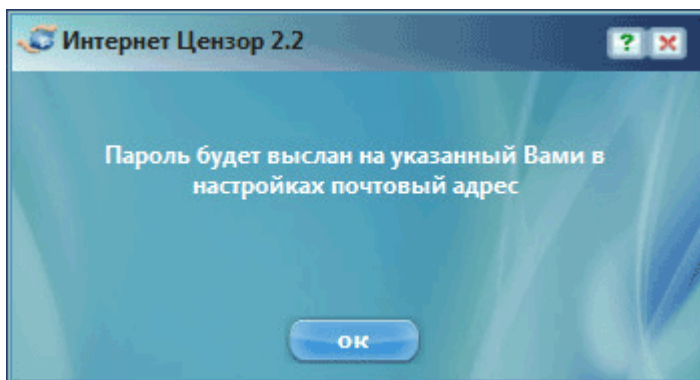 Интернет Цензор 2.2
Пароль будет выслан на указанный Вами в
настройках почтовый адрес
ок